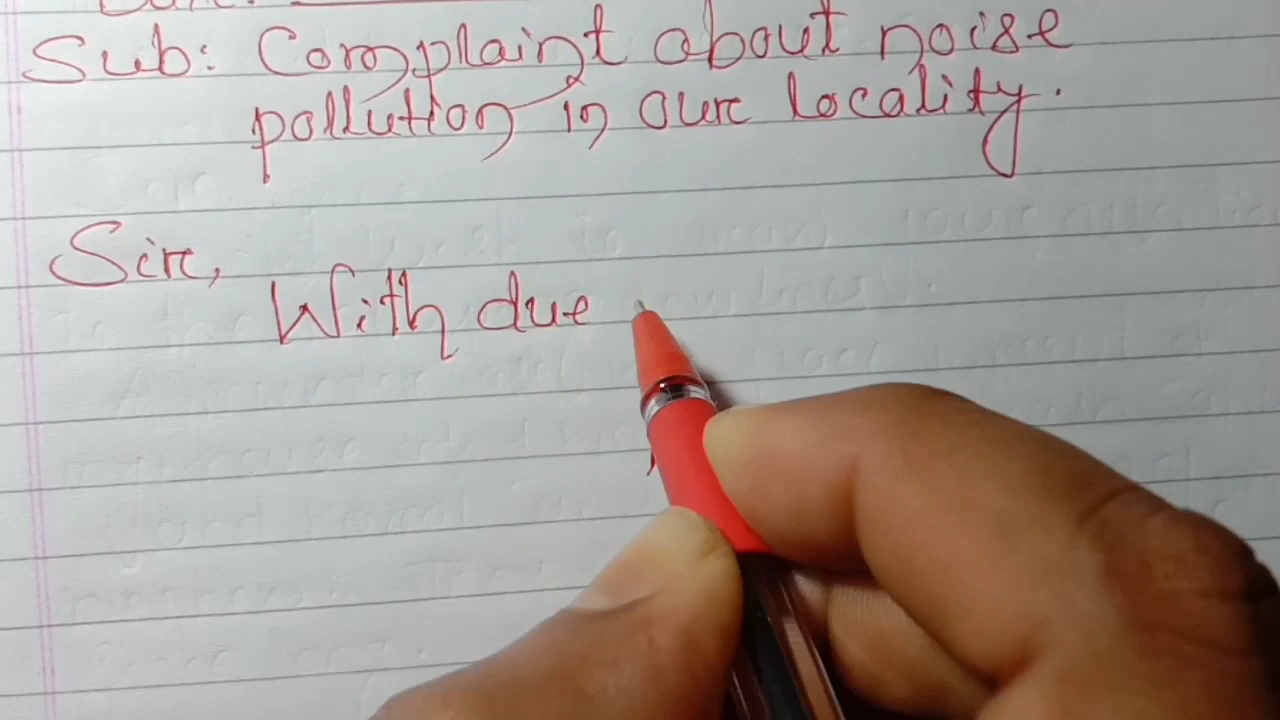 Sub: Complaint about noise
pollution in our locality.
Sir,
With due